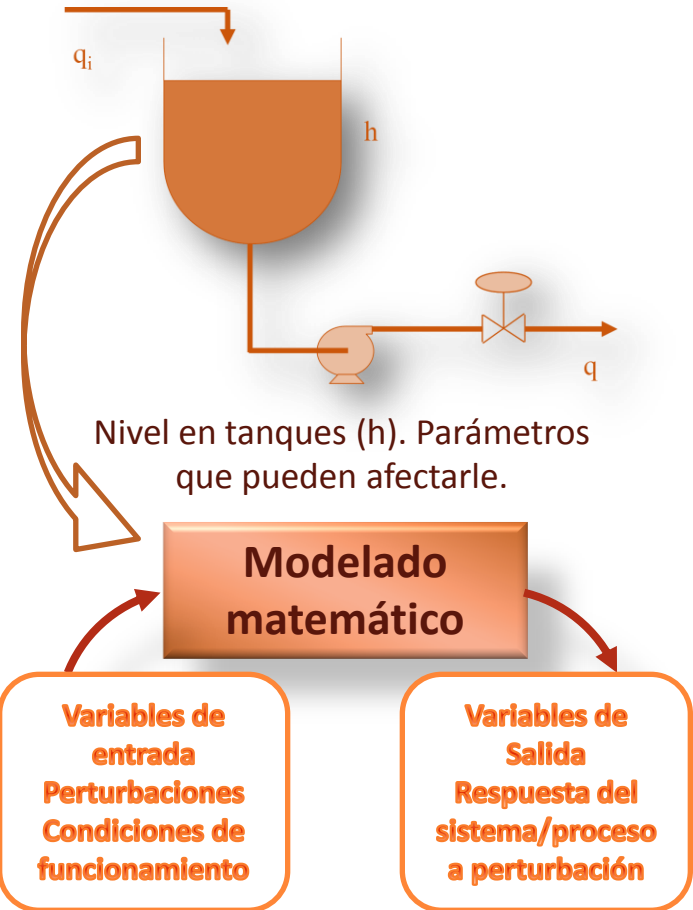 qi
h
q
Nivel en tanques (h). Parámetros
que pueden afectarle.
Modelado
matemático
Variables de
entrada
Perturbaciones
Condiciones de
funcionamiento
Variables de
Salida
Respuesta del
sistema/proceso
a perturbación